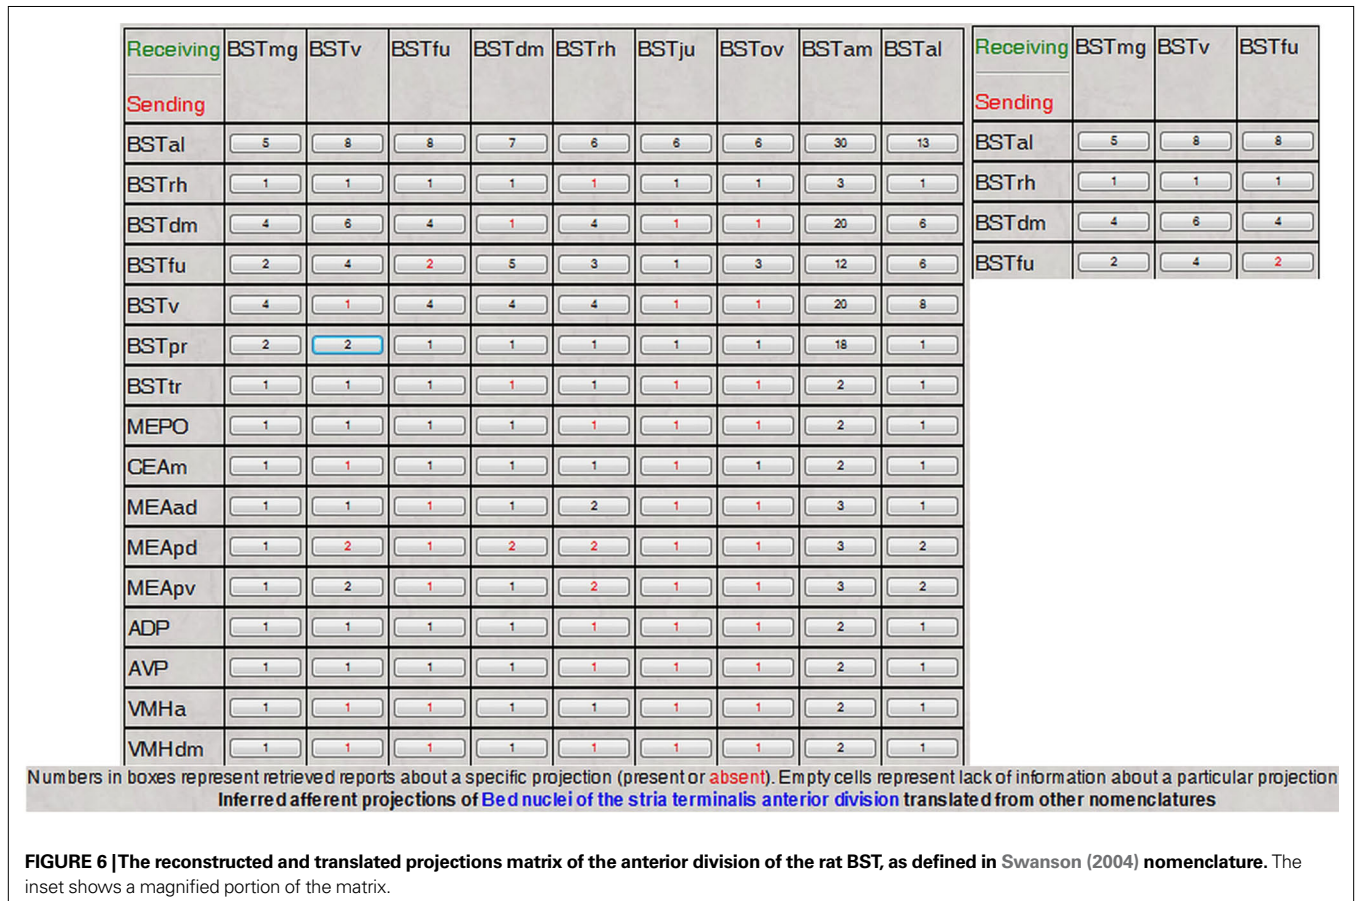 Receiving BSTmg BSTv BSTfu BSTdm BSTrh BSTju BSTov BSTam BSTal
Sending
BSTal 5 8 8 7 6 6 6 30 13
BSTrh 1 1 1 1 1 1 1 3 1
BSTdm 4 6 4 1 4 1 1 20 6
BSTfu 2 4 2 5 3 1 3 12 6
BSTv 4 1 4 4 4 1 1 20 8
BSTpr 2 2 1 1 1 1 1 18 1
BSTtr 1 1 1 1 1 1 1 2 1
MEPO 1 1 1 1 1 1 1 2 1
CEAm 1 1 1 1 1 1 1 2 1
MEAad 1 1 1 1 2 1 1 3 1
MEApd 1 2 1 2 2 1 1 3 2
MEApv 1 2 1 1 2 1 1 3 2
ADP 1 1 1 1 1 1 1 2 1
AVP 1 1 1 1 1 1 1 2 1
VMHa 1 1 1 1 1 1 1 2 1
VMHdm 1 1 1 1 1 1 1 2 1
Receiving BSTmg BSTv BSTfu
Sending
BSTal 5 8 8
BSTrh 1 1 1
BSTdm 4 6 4
BSTfu 2 4 2
Numbers in boxes represent retrieved reports about a specific projection (present or absent). Empty cells represent lack of information about a particular projection
Inferred afferent projections of Bed nuclei of the stria terminalis anterior division translated from other nomenclatures
FIGURE 6 | The reconstructed and translated projections matrix of the anterior division of the rat BST, as defined in Swanson (2004) nomenclature. The
inset shows a magnified portion of the matrix.